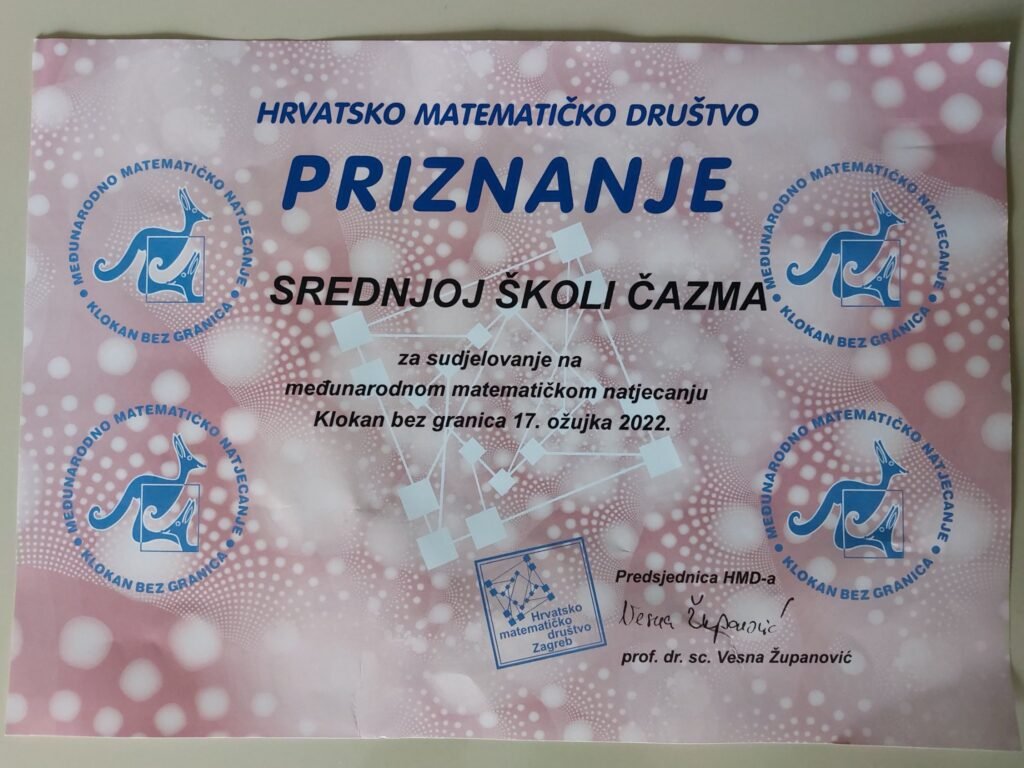 HRVATSKO MATEMATIČKO DRUŠTVO
PRIZNANJE
MEĐUNARODNO MATEMATIČKO NATJECANJE • KLOKAN BEZ GRANICA •
MEĐUNARODNO MATEMATIČKO NATJECANJE • KLOKAN BEZ GRANICA •
SREDNJOJ ŠKOLI ČAZMA
za sudjelovanje na
međunarodnom matematičkom natjecanju
Klokan bez granica 17. ožujka 2022.
MEĐUNARODNO MATEMATIČKO NATJECANJE • KLOKAN BEZ GRANICA •
MEĐUNARODNO MATEMATIČKO NATJECANJE • KLOKAN BEZ GRANICA •
Hrvatsko
matematičko
društvo
Zagreb
Predsjednica HMD-a
Vesna Županović
prof. dr. sc. Vesna Županović